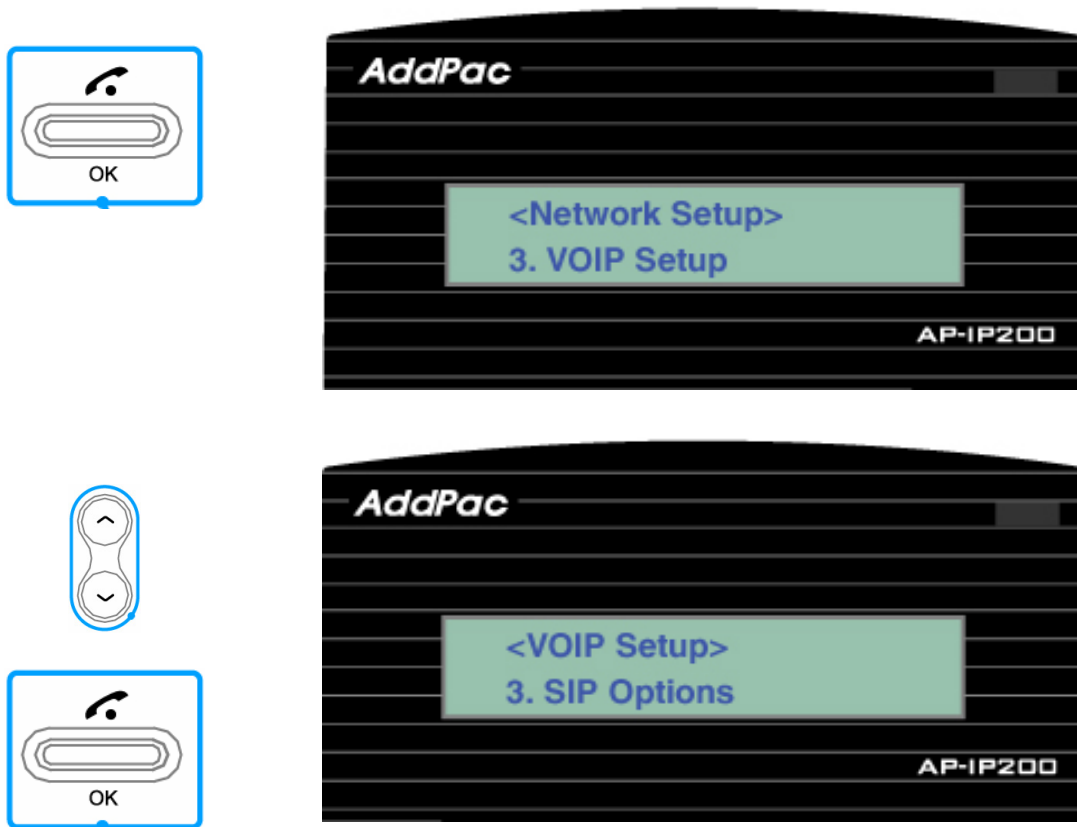 AddPac
OK
<Network Setup>
3. VOIP Setup
AP-IP200
AddPac
<VOIP Setup>
3. SIP Options
AP-IP200
OK